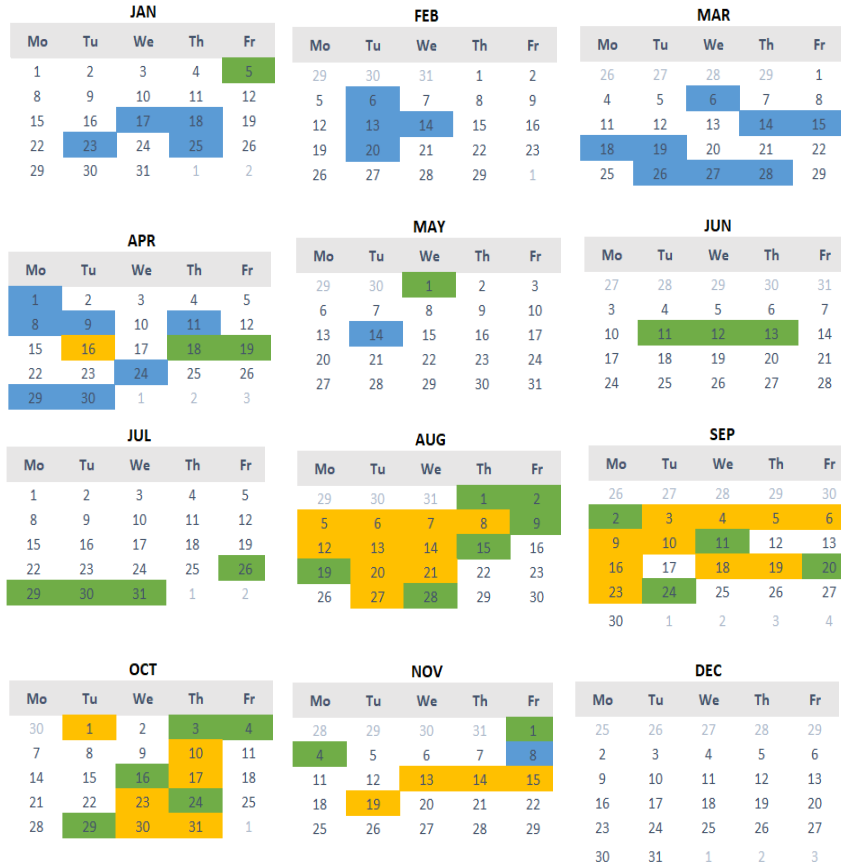 JAN FEB MAR
Mo Tu We Th Fr Mo Tu We Th Fr Mo Tu We Th Fr
1 2 3 4 5 29 30 31 1 2 26 27 28 29 1
8 9 10 11 12 5 6 7 8 9 4 5 6 7 8
15 16 17 18 19 12 13 14 15 16 11 12 13 14 15
22 23 24 25 26 19 20 21 22 23 18 19 20 21 22
29 30 31 1 2 26 27 28 29 1 25 26 27 28 29
APR MAY JUN
Mo Tu We Th Fr Mo Tu We Th Fr Mo Tu We Th Fr
1 2 3 4 5 29 30 1 2 3 27 28 29 30 31
8 9 10 11 12 6 7 8 9 10 3 4 5 6 7
15 16 17 18 19 13 14 15 16 17 10 11 12 13 14
22 23 24 25 26 20 21 22 23 24 17 18 19 20 21
29 30 1 2 3 27 28 29 30 31 24 25 26 27 28
JUL AUG SEP
Mo Tu We Th Fr Mo Tu We Th Fr Mo Tu We Th Fr
1 2 3 4 5 29 30 31 1 2 26 27 28 29 30
8 9 10 11 12 5 6 7 8 9 2 3 4 5 6
15 16 17 18 19 12 13 14 15 16 9 10 11 12 13
22 23 24 25 26 19 20 21 22 23 16 17 18 19 20
29 30 31 1 2 26 27 28 29 30 23 24 25 26 27
30 1 2 3 4
OCT NOV DEC
Mo Tu We Th Fr Mo Tu We Th Fr Mo Tu We Th Fr
30 1 2 3 4 28 29 30 31 1 25 26 27 28 29
7 8 9 10 11 4 5 6 7 8 2 3 4 5 6
14 15 16 17 18 11 12 13 14 15 9 10 11 12 13
21 22 23 24 25 18 19 20 21 22 16 17 18 19 20
28 29 30 31 1 25 26 27 28 29 23 24 25 26 27
30 31 1 2 3